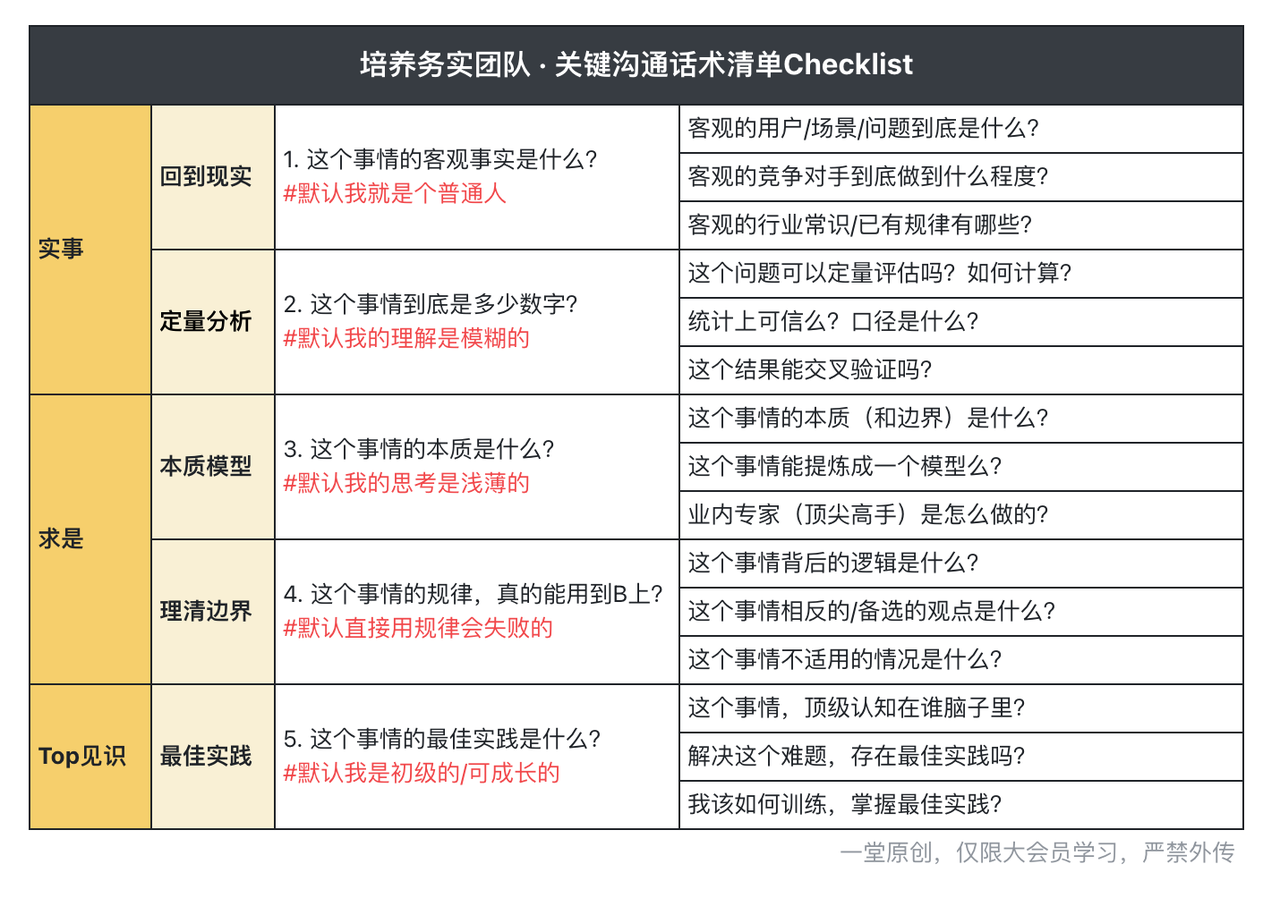 培养务实团队 · 关键沟通话术清单Checklist
实事
回到现实
1. 这个事情的客观事实是什么？
#默认我就是个普通人
客观的用户/场景/问题到底是什么？
客观的竞争对手到底做到什么程度？
客观的行业常识/已有规律有哪些？
定量分析
2. 这个事情到底是多少数字？
#默认我的理解是模糊的
这个问题可以定量评估吗？如何计算？
统计上可信么？口径是什么？
这个结果能交叉验证吗？
求是
本质模型
3. 这个事情的本质是什么？
#默认我的思考是浅薄的
这个事情的本质（和边界）是什么？
这个事情能提炼成一个模型么？
业内专家（顶尖高手）是怎么做的？
理清边界
4. 这个事情的规律，真的能用到B上？
#默认直接用规律会失败的
这个事情背后的逻辑是什么？
这个事情相反的/备选的观点是什么？
这个事情不适用的情况是什么？
Top见识
最佳实践
5. 这个事情的最佳实践是什么？
#默认我是初级的/可成长的
这个事情，顶级认知在谁脑子里？
解决这个难题，存在最佳实践吗？
我该如何训练，掌握最佳实践？
一堂原创，仅限大会员学习，严禁外传